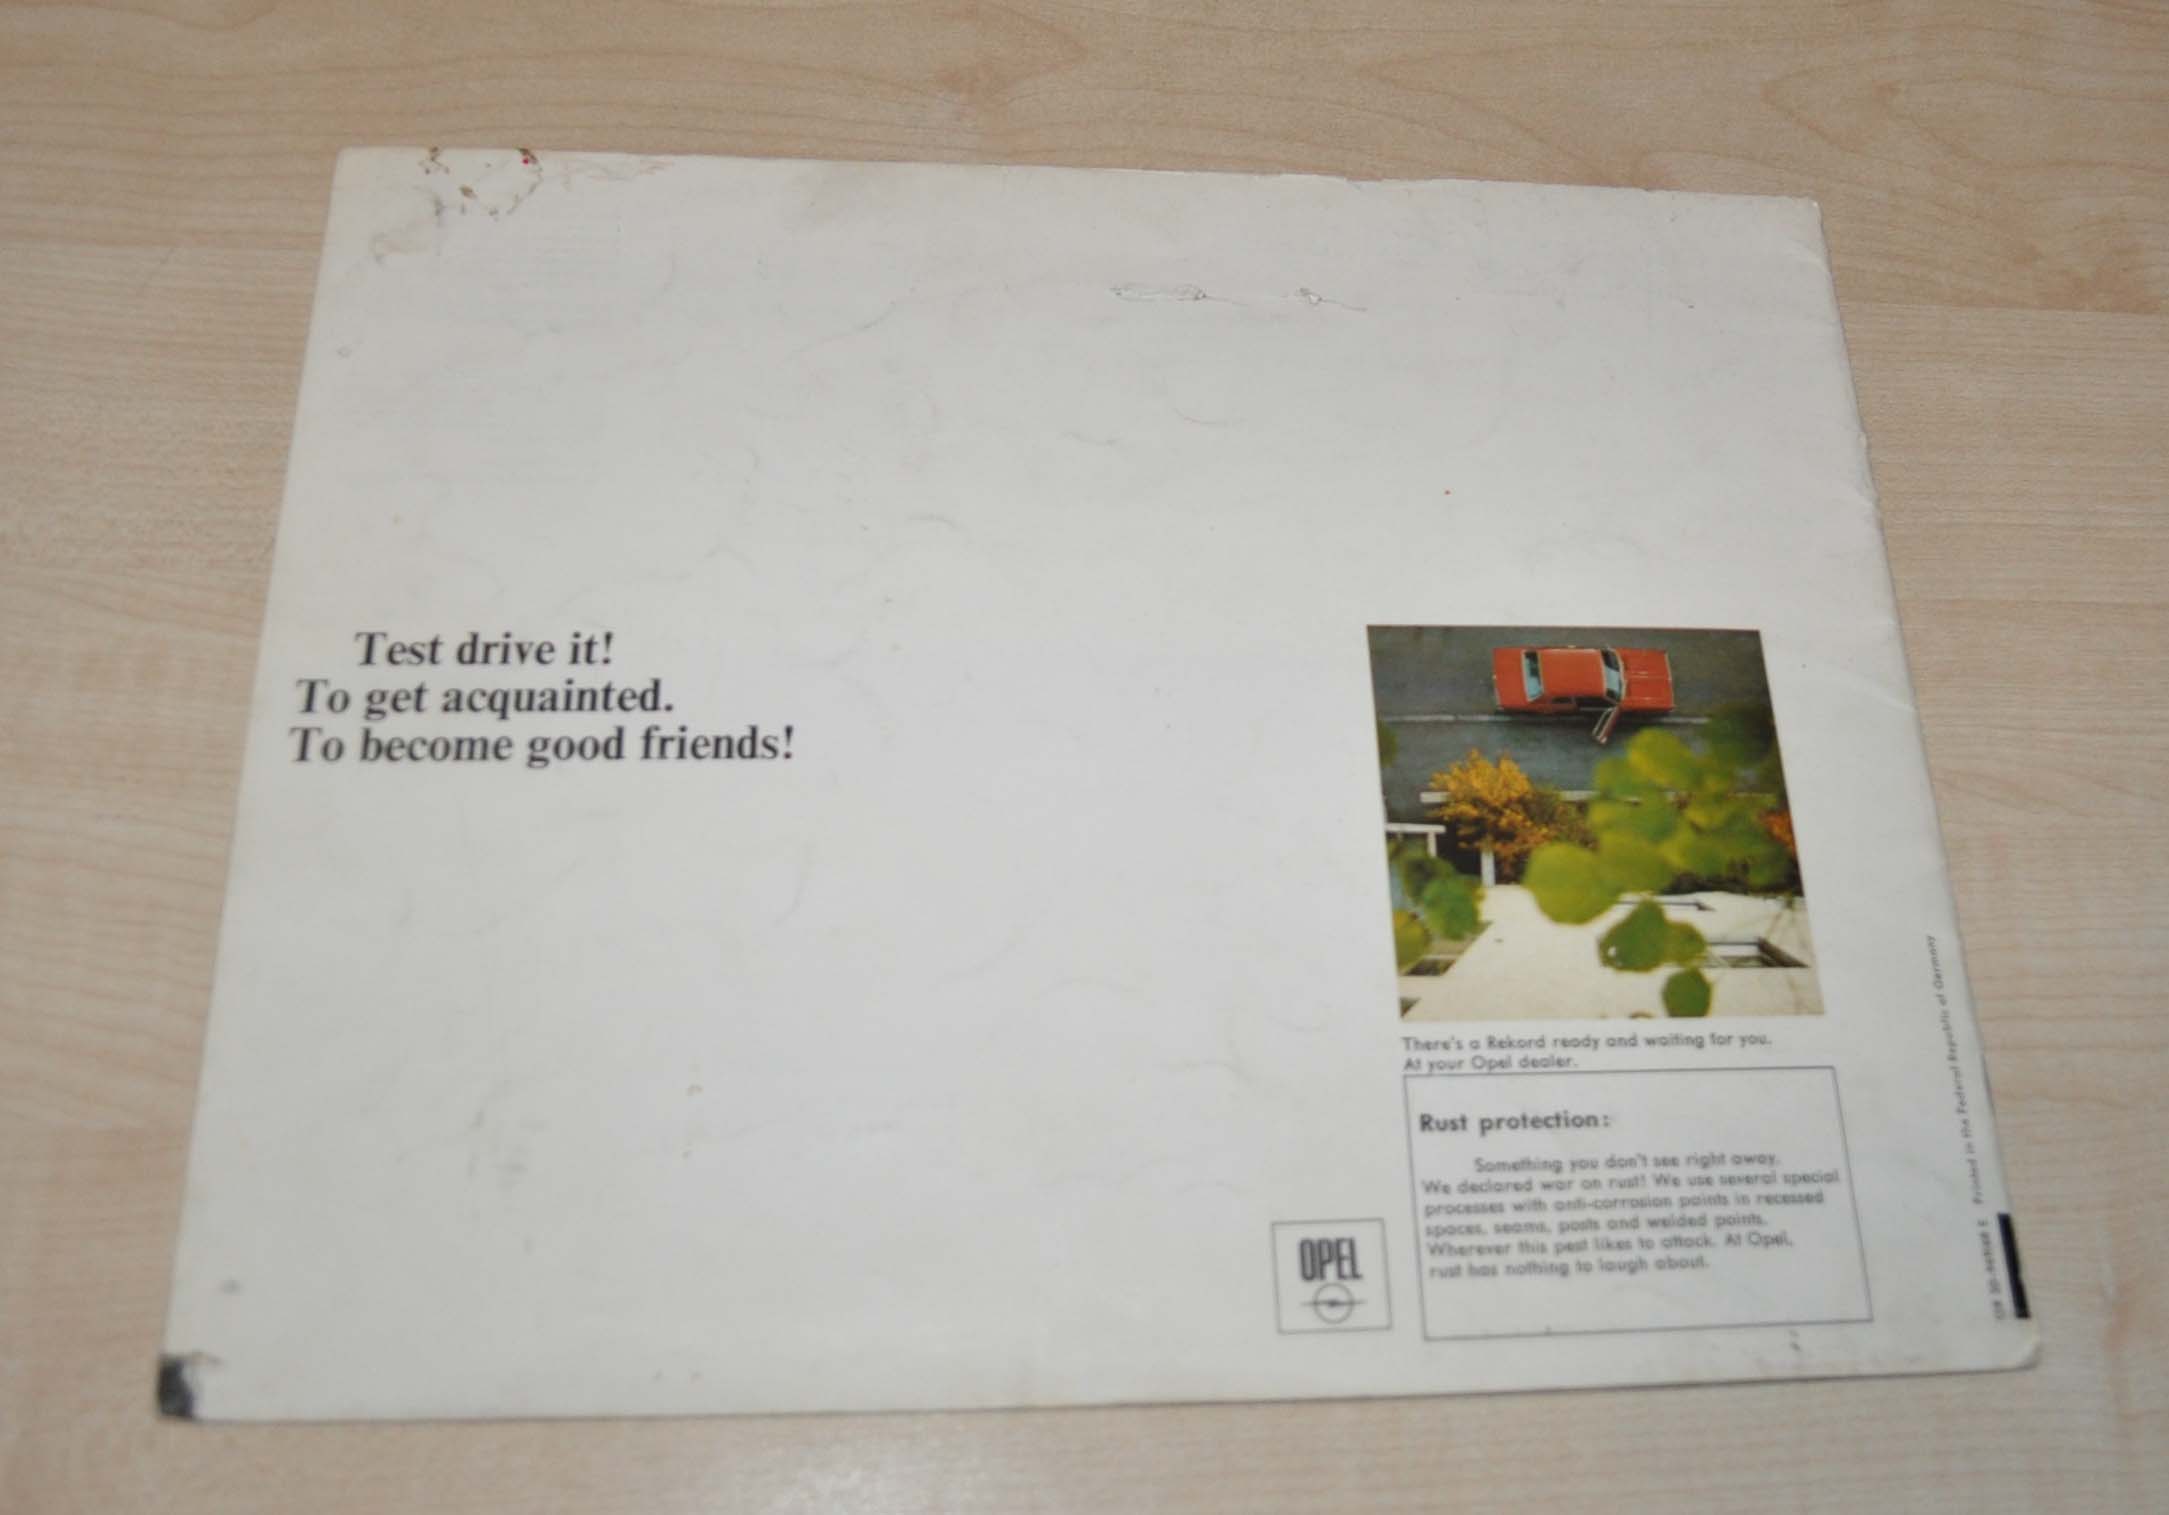 Test drive it!
To get acquainted.
To become good friends!
There's a Rekord ready and waiting for you.
At your Opel dealer.
Rust protection:
Something you don't see right away.
We declared war on rust! We use several special
processes with anti-corrosion paints in recessed
spaces, seams, posts and welded points.
Wherever this pest likes to attack. At Opel,
rust has nothing to laugh about.
OPEL
Printed in the Federal Republic of Germany